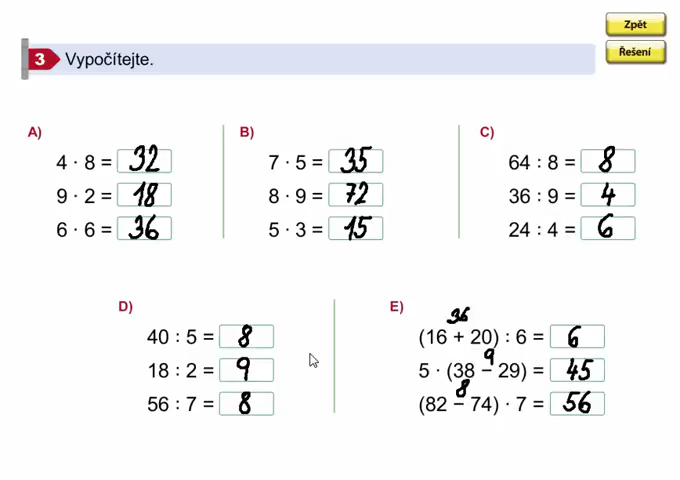 Zpět
Řešení
3 Vypočítejte.
A)
4 · 8 = 32
9 · 2 = 18
6 · 6 = 36
B)
7 · 5 = 35
8 · 9 = 72
5 · 3 = 15
C)
64 : 8 = 8
36 : 9 = 4
24 : 4 = 6
D)
40 : 5 = 8
18 : 2 = 9
56 : 7 = 8
E)
36
(16 + 20) : 6 = 6
9
5 · (38 − 29) = 45
8
(82 − 74) · 7 = 56